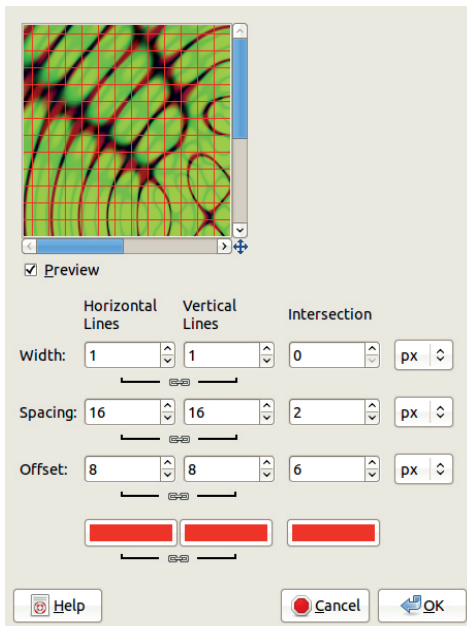 Preview
Horizontal Lines
Vertical Lines
Intersection
Width: 1 1 0 px
Spacing: 16 16 2 px
Offset: 8 8 6 px
Help Cancel OK